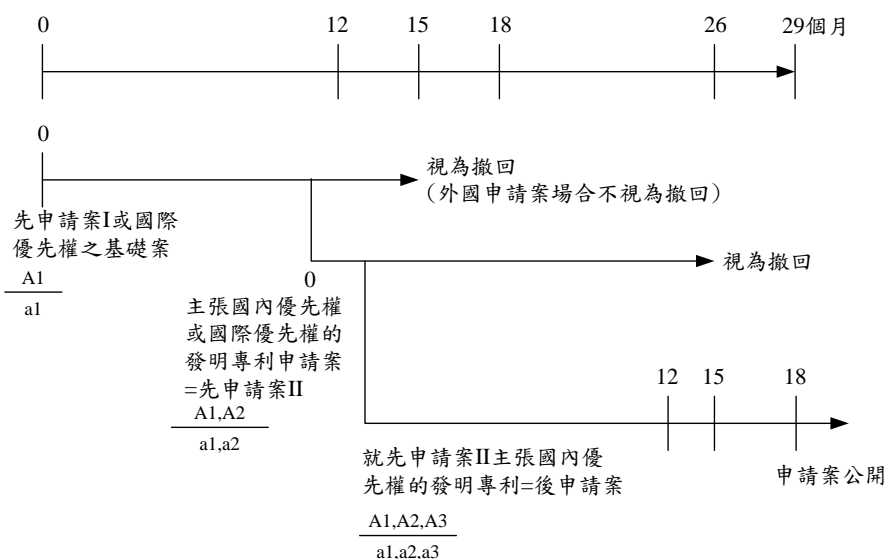 0 12 15 18 26 29個月
0
視為撤回
（外國申請案場合不視為撤回）
先申請案I或國際
優先權之基礎案
A1
a1
視為撤回
0
主張國內優先權
或國際優先權的
發明專利申請案
=先申請案II
A1,A2
a1,a2
12 15 18
就先申請案II主張國內優
先權的發明專利=後申請案
A1,A2,A3
a1,a2,a3
申請案公開